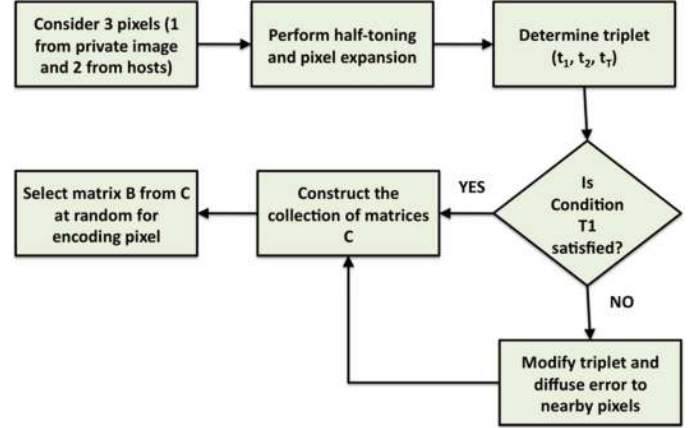 Consider 3 pixels (1
from private image
and 2 from hosts)
Perform half-toning
and pixel expansion
Determine triplet
(t₁, t₂, t_T)
Is
Condition
T1
satisfied?
YES
Construct the
collection of matrices
C
Select matrix B from C
at random for
encoding pixel
NO
Modify triplet and
diffuse error to
nearby pixels